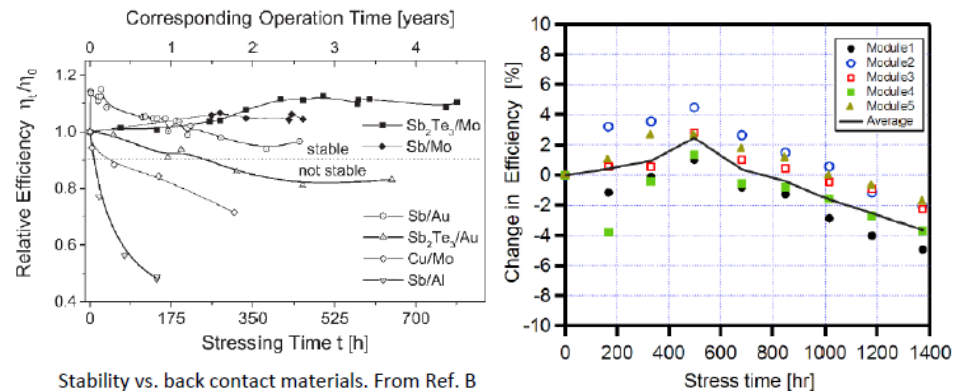 Corresponding Operation Time [years]
0 1 2 3 4
Relative Efficiency ηt/η0
1.2
1.0
0.8
0.6
0.4
Sb2Te3/Mo
Sb/Mo
stable
not stable
Sb/Au
Sb2Te3/Au
Cu/Mo
Sb/Al
0 175 350 525 700
Stressing Time t [h]
Stability vs. back contact materials. From Ref. B
Change in Efficiency [%]
10
8
6
4
2
0
-2
-4
-6
-8
-10
Module1
Module2
Module3
Module4
Module5
Average
0 200 400 600 800 1000 1200 1400
Stress time [hr]